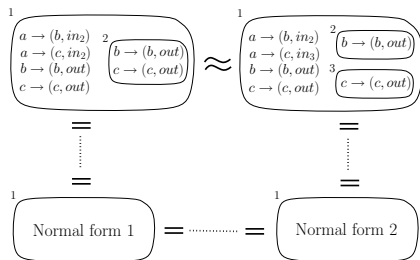 1
a → (b, in₂)
a → (c, in₂)
b → (b, out)
c → (c, out)
2
b → (b, out)
c → (c, out)
≈
1
a → (b, in₂)
a → (c, in₃)
b → (b, out)
c → (c, out)
2
b → (b, out)
3
c → (c, out)
= =
= =
1
Normal form 1
= =
1
Normal form 2